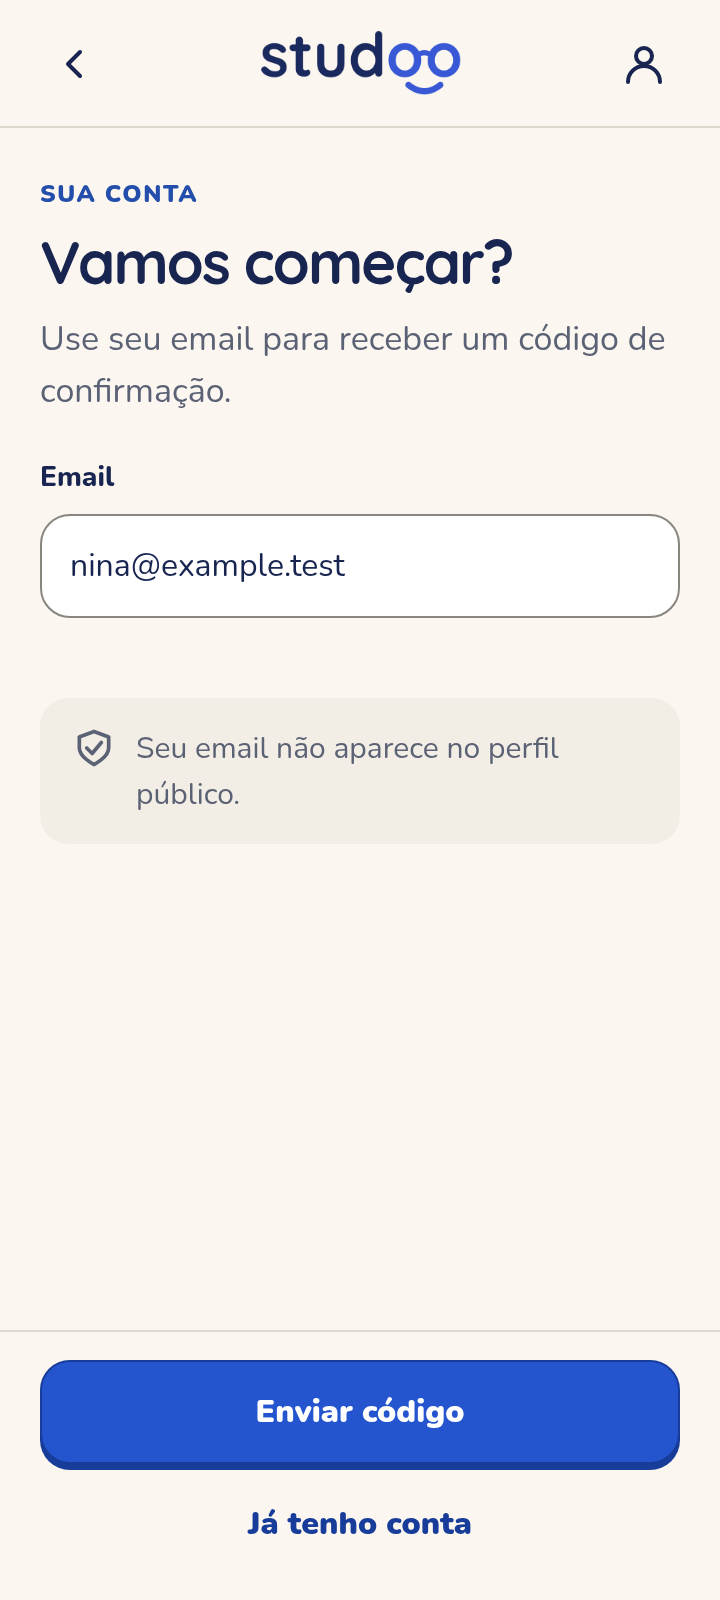 studoo
SUA CONTA
Vamos começar?
Use seu email para receber um código de
confirmação.
Email
nina@example.test
Seu email não aparece no perfil
público.
Enviar código
Já tenho conta